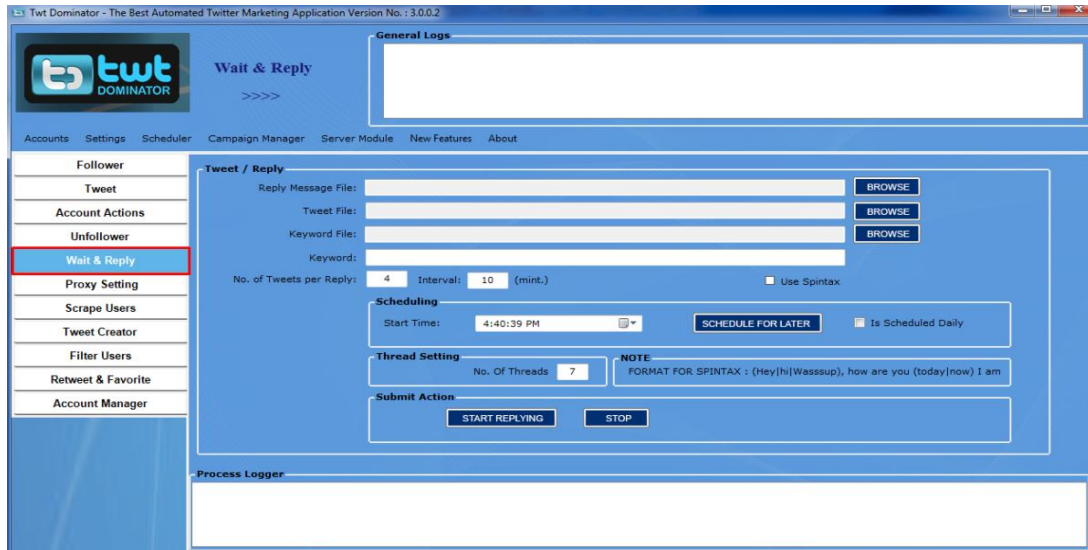 Twt Dominator - The Best Automated Twitter Marketing Application Version No. : 3.0.0.2
twt
DOMINATOR
Wait & Reply
>>>>
General Logs
Accounts Settings Scheduler Campaign Manager Server Module New Features About
Follower
Tweet
Account Actions
Unfollower
Wait & Reply
Proxy Setting
Scrape Users
Tweet Creator
Filter Users
Retweet & Favorite
Account Manager
Tweet / Reply
Reply Message File: BROWSE
Tweet File: BROWSE
Keyword File: BROWSE
Keyword:
No. of Tweets per Reply: 4 Interval: 10 (mint.) Use Spintax
Scheduling
Start Time: 4:40:39 PM SCHEDULE FOR LATER Is Scheduled Daily
Thread Setting
No. Of Threads 7
NOTE
FORMAT FOR SPINTAX : (Hey|hi|Wasssup), how are you (today|now) I am
Submit Action
START REPLYING STOP
Process Logger